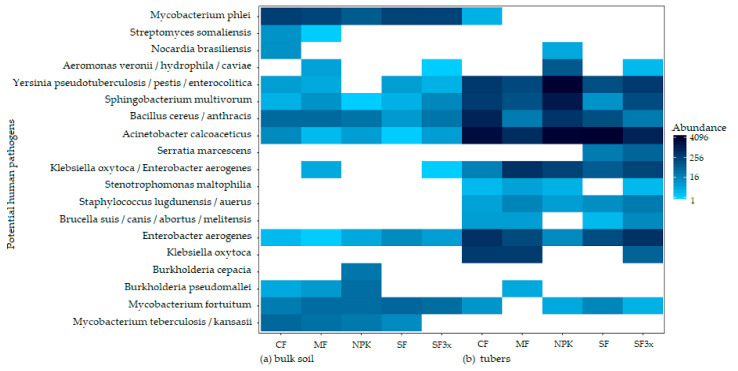 Potential human pathogens
Mycobacterium phlei
Streptomyces somaliensis
Nocardia brasiliensis
Aeromonas veronii / hydrophila / caviae
Yersinia pseudotuberculosis / pestis / enterocolitica
Sphingobacterium multivorum
Bacillus cereus / anthracis
Acinetobacter calcoaceticus
Serratia marcescens
Klebsiella oxytoca / Enterobacter aerogenes
Stenotrophomonas maltophilia
Staphylococcus lugdunensis / auerus
Brucella suis / canis / abortus / melitensis
Enterobacter aerogenes
Klebsiella oxytoca
Burkholderia cepacia
Burkholderia pseudomallei
Mycobacterium fortuitum
Mycobacterium teberculosis / kansasii
CF MF NPK SF SF3x CF MF NPK SF SF3x
(a) bulk soil (b) tubers
Abundance
4096
256
16
1